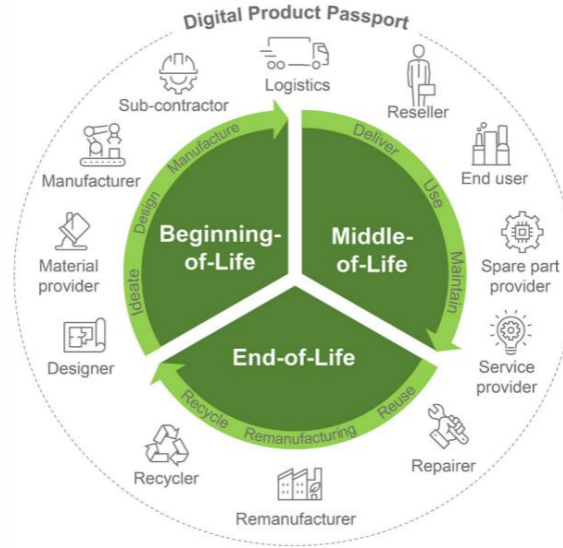 Digital Product Passport
Logistics
Reseller
End user
Spare part
provider
Service
provider
Repairer
Remanufacturer
Recycler
Designer
Material
provider
Manufacturer
Sub-contractor
Beginning-
of-Life
Ideate
Design
Manufacture
Middle-
of-Life
Deliver
Use
Maintain
End-of-Life
Reuse
Remanufacturing
Recycle